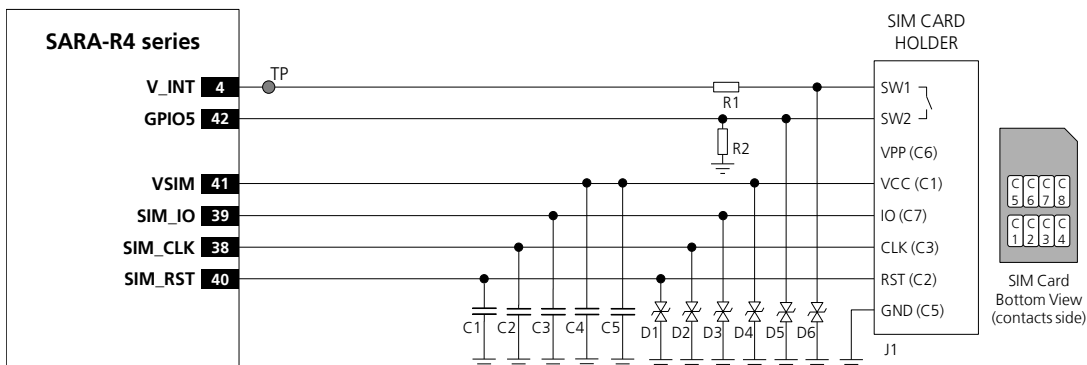 SARA-R4 series
V_INT 4
GPIO5 42
VSIM 41
SIM_IO 39
SIM_CLK 38
SIM_RST 40
TP
R1
R2
C1 C2 C3 C4 C5 D1 D2 D3 D4 D5 D6
SIM CARD
HOLDER
SW1
SW2
VPP (C6)
VCC (C1)
IO (C7)
CLK (C3)
RST (C2)
GND (C5)
J1
C5 C6 C7 C8
C1 C2 C3 C4
SIM Card
Bottom View
(contacts side)